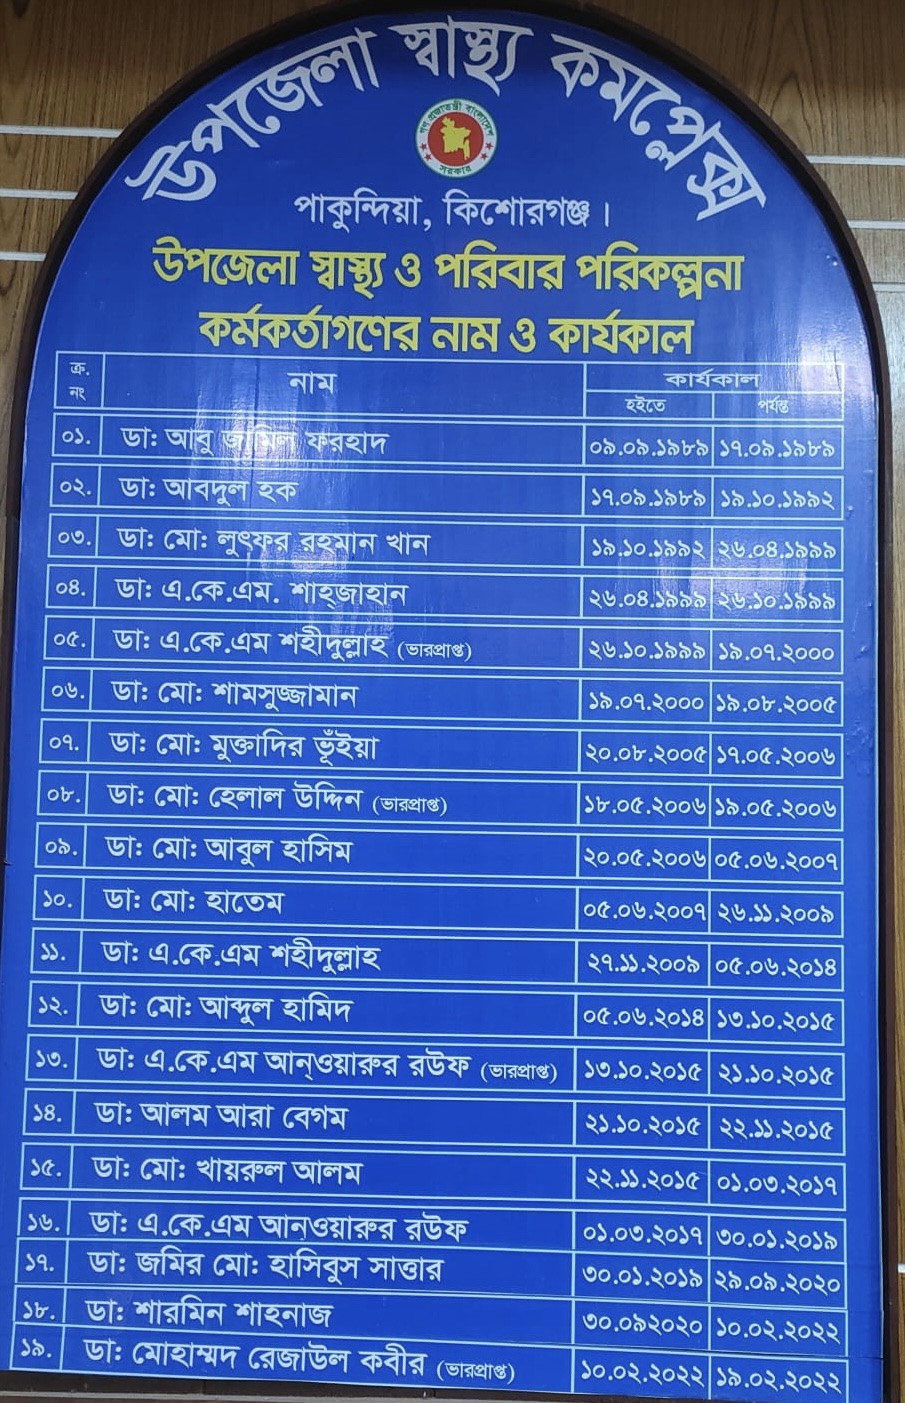 উপজেলা স্বাস্থ্য কমপ্লেক্স
গণ প্রজাতন্ত্রী বাংলাদেশ
সরকার
পাকুন্দিয়া, কিশোরগঞ্জ।
উপজেলা স্বাস্থ্য ও পরিবার পরিকল্পনা
কর্মকর্তাগণের নাম ও কার্যকাল
ক্র. নং নাম কার্যকাল
হইতে পর্যন্ত
০১. ডা: আবু জামিল ফরহাদ ০৯.০৯.১৯৮৯ ১৭.০৯.১৯৮৯
০২. ডা: আবদুল হক ১৭.০৯.১৯৮৯ ১৯.১০.১৯৯২
০৩. ডা: মো: লুৎফর রহমান খান ১৯.১০.১৯৯২ ২৬.০৪.১৯৯৯
০৪. ডা: এ.কে.এম. শাহ্জাহান ২৬.০৪.১৯৯৯ ২৬.১০.১৯৯৯
০৫. ডা: এ.কে.এম শহীদুল্লাহ (ভারপ্রাপ্ত) ২৬.১০.১৯৯৯ ১৯.০৭.২০০০
০৬. ডা: মো: শামসুজ্জামান ১৯.০৭.২০০০ ১৯.০৮.২০০৫
০৭. ডা: মো: মুক্তাদির ভূঁইয়া ২০.০৮.২০০৫ ১৭.০৫.২০০৬
০৮. ডা: মো: হেলাল উদ্দিন (ভারপ্রাপ্ত) ১৮.০৫.২০০৬ ১৯.০৫.২০০৬
০৯. ডা: মো: আবুল হাসিম ২০.০৫.২০০৬ ০৫.০৬.২০০৭
১০. ডা: মো: হাতেম ০৫.০৬.২০০৭ ২৬.১১.২০০৯
১১. ডা: এ.কে.এম শহীদুল্লাহ ২৭.১১.২০০৯ ০৫.০৬.২০১৪
১২. ডা: মো: আব্দুল হামিদ ০৫.০৬.২০১৪ ১৩.১০.২০১৫
১৩. ডা: এ.কে.এম আন্ওয়ারুর রউফ (ভারপ্রাপ্ত) ১৩.১০.২০১৫ ২১.১০.২০১৫
১৪. ডা: আলম আরা বেগম ২১.১০.২০১৫ ২২.১১.২০১৫
১৫. ডা: মো: খায়রুল আলম ২২.১১.২০১৫ ০১.০৩.২০১৭
১৬. ডা: এ.কে.এম আন্ওয়ারুর রউফ ০১.০৩.২০১৭ ৩০.০১.২০১৯
১৭. ডা: জমির মো: হাসিবুস সাত্তার ৩০.০১.২০১৯ ২৯.০৯.২০২০
১৮. ডা: শারমিন শাহনাজ ৩০.০৯২০২০ ১০.০২.২০২২
১৯. ডা: মোহাম্মদ রেজাউল কবীর (ভারপ্রাপ্ত) ১০.০২.২০২২ ১৯.০২.২০২২